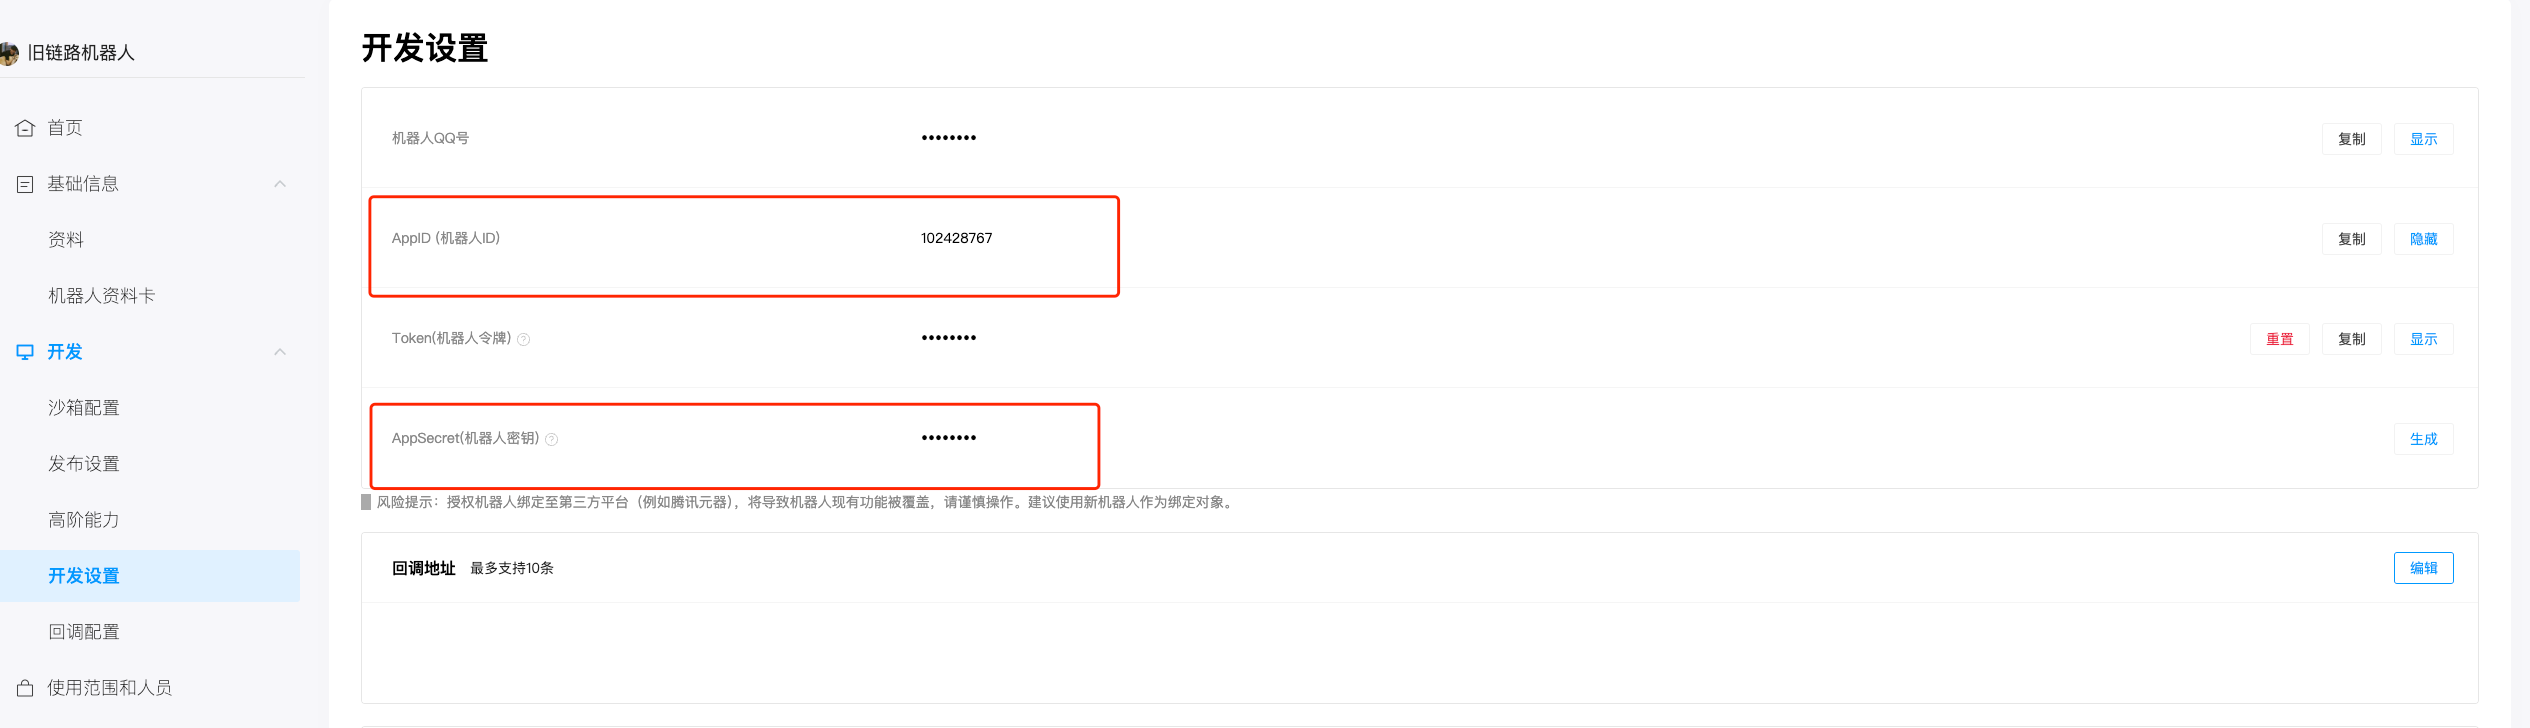 旧链路机器人
首页
基础信息
资料
机器人资料卡
开发
沙箱配置
发布设置
高阶能力
开发设置
回调配置
使用范围和人员
开发设置
机器人QQ号 •••••••• 复制 显示
AppID (机器人ID) 102428767 复制 隐藏
Token(机器人令牌) ? •••••••• 重置 复制 显示
AppSecret(机器人密钥) ? •••••••• 生成
风险提示：授权机器人绑定至第三方平台（例如腾讯元器），将导致机器人现有功能被覆盖，请谨慎操作。建议使用新机器人作为绑定对象。
回调地址 最多支持10条 编辑